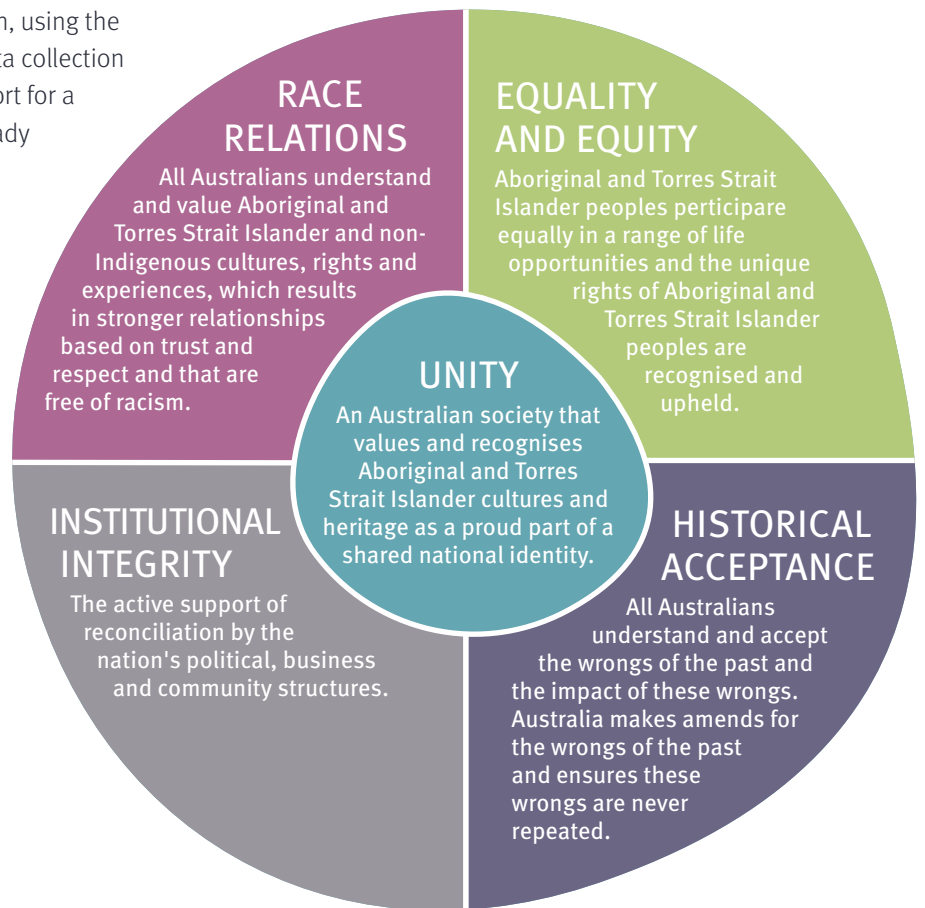 n, using the
ta collection
ort for a
ady
RACE
RELATIONS
All Australians understand
and value Aboriginal and
Torres Strait Islander and non-
Indigenous cultures, rights and
experiences, which results
in stronger relationships
based on trust and
respect and that are
free of racism.
EQUALITY
AND EQUITY
Aboriginal and Torres Strait
Islander peoples perticipare
equally in a range of life
opportunities and the unique
rights of Aboriginal and
Torres Strait Islander
peoples are
recognised and
upheld.
UNITY
An Australian society that
values and recognises
Aboriginal and Torres
Strait Islander cultures and
heritage as a proud part of a
shared national identity.
INSTITUTIONAL
INTEGRITY
The active support of
reconciliation by the
nation's political, business
and community structures.
HISTORICAL
ACCEPTANCE
All Australians
understand and accept
the wrongs of the past and
the impact of these wrongs.
Australia makes amends for
the wrongs of the past
and ensures these
wrongs are never
repeated.